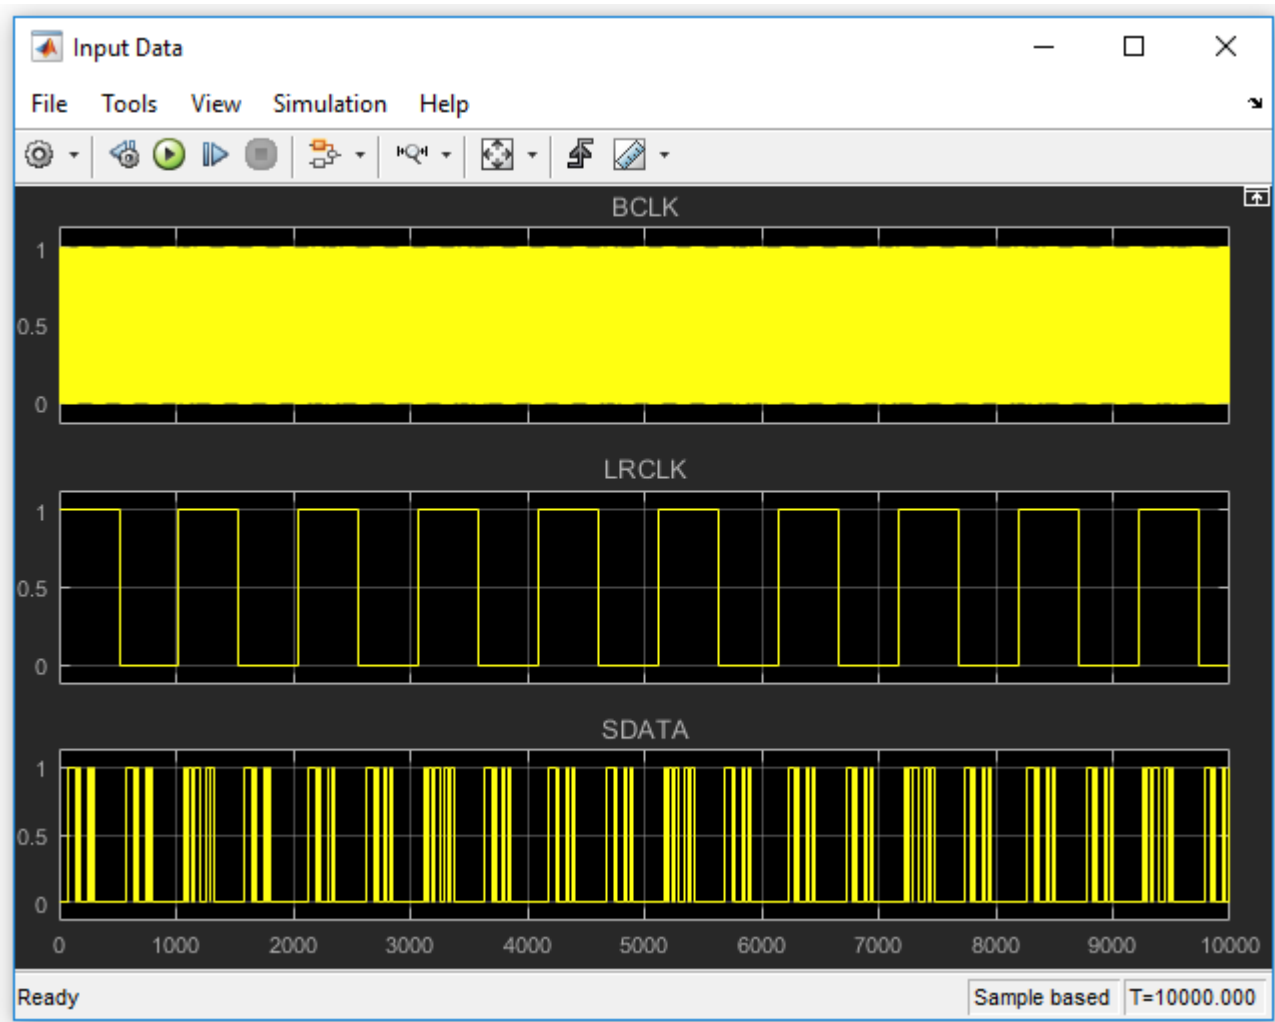 Input Data
File Tools View Simulation Help
BCLK
1
0.5
0
LRCLK
1
0.5
0
SDATA
1
0.5
0
0 1000 2000 3000 4000 5000 6000 7000 8000 9000 10000
Ready Sample based T=10000.000